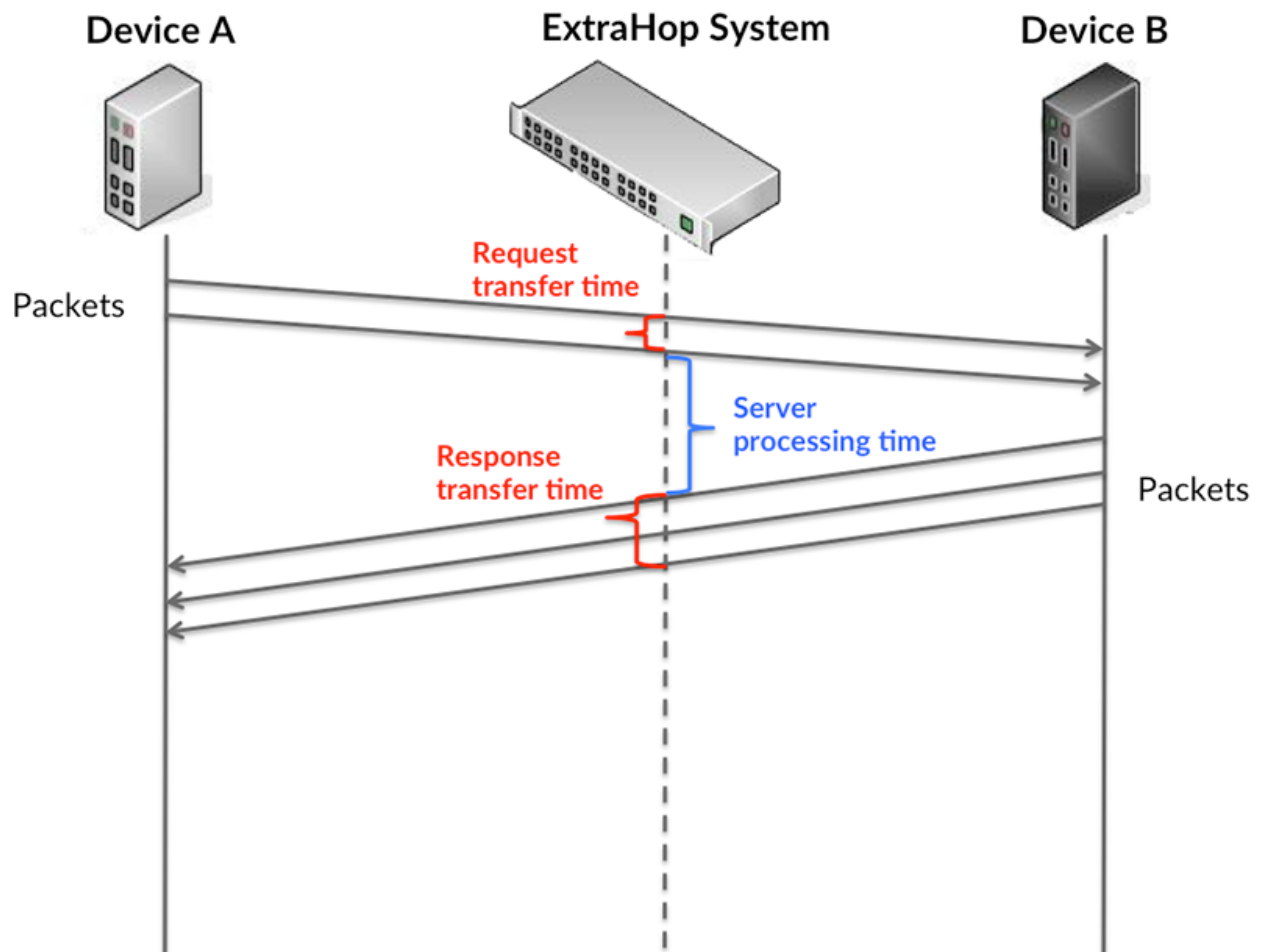 Device A
ExtraHop System
Device B
Request
transfer time
Packets
Server
processing time
Response
transfer time
Packets